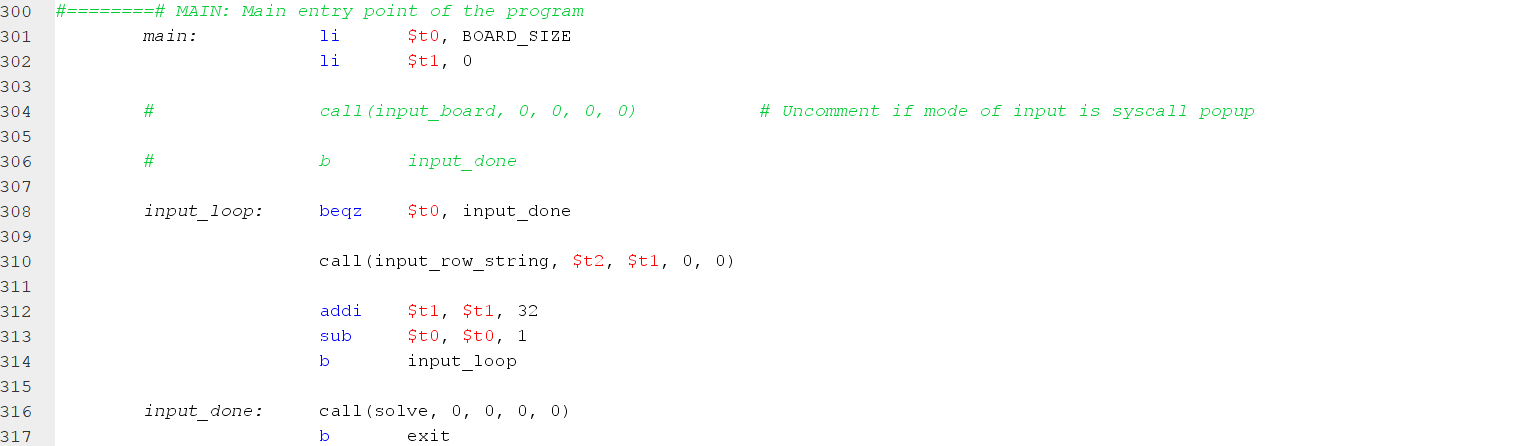 300 #========# MAIN: Main entry point of the program
301 main: li $t0, BOARD_SIZE
302 li $t1, 0
303
304 # call(input_board, 0, 0, 0, 0) # Uncomment if mode of input is syscall popup
305
306 # b input_done
307
308 input_loop: beqz $t0, input_done
309
310 call(input_row_string, $t2, $t1, 0, 0)
311
312 addi $t1, $t1, 32
313 sub $t0, $t0, 1
314 b input_loop
315
316 input_done: call(solve, 0, 0, 0, 0)
317 b exit